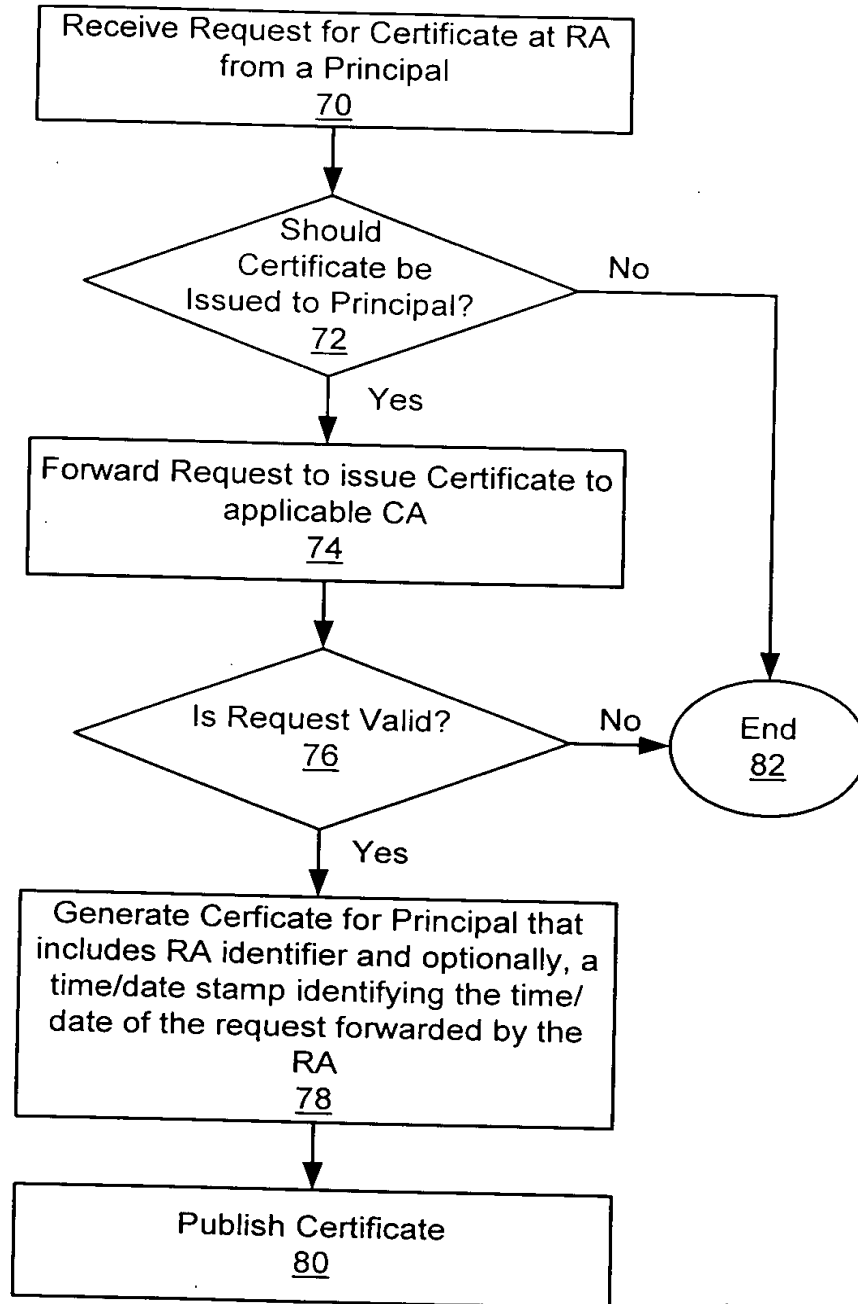 Receive Request for Certificate at RA
from a Principal
70
Should
Certificate be
Issued to Principal?
72
No
Yes
Forward Request to issue Certificate to
applicable CA
74
Is Request Valid?
76
No
End
82
Yes
Generate Cerficate for Principal that
includes RA identifier and optionally, a
time/date stamp identifying the time/
date of the request forwarded by the
RA
78
Publish Certificate
80